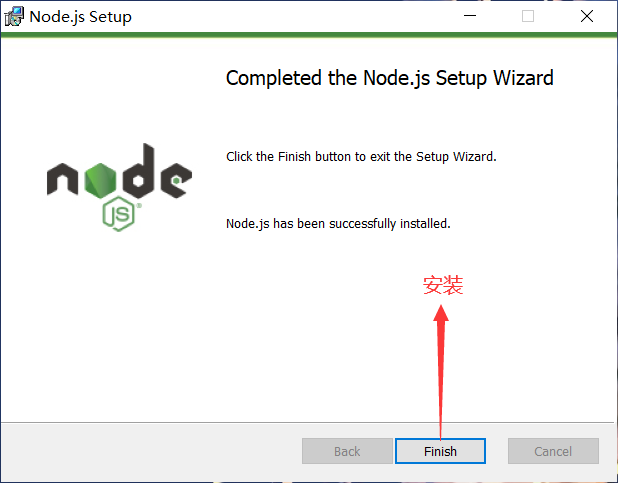 Node.js Setup
Completed the Node.js Setup Wizard
Click the Finish button to exit the Setup Wizard.
node
JS
Node.js has been successfully installed.
安装
Back
Finish
Cancel